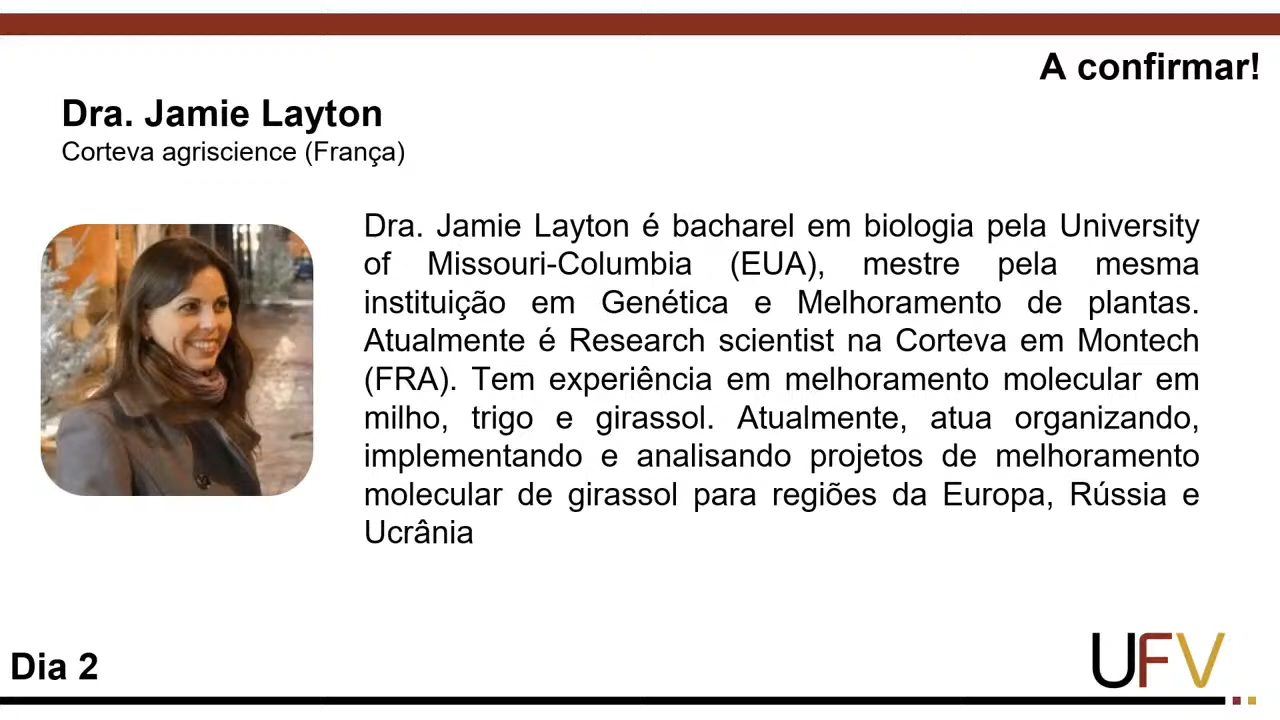 A confirmar!
Dra. Jamie Layton
Corteva agriscience (França)
Dra. Jamie Layton é bacharel em biologia pela University
of Missouri-Columbia (EUA), mestre pela mesma
instituição em Genética e Melhoramento de plantas.
Atualmente é Research scientist na Corteva em Montech
(FRA). Tem experiência em melhoramento molecular em
milho, trigo e girassol. Atualmente, atua organizando,
implementando e analisando projetos de melhoramento
molecular de girassol para regiões da Europa, Rússia e
Ucrânia
Dia 2
UFV